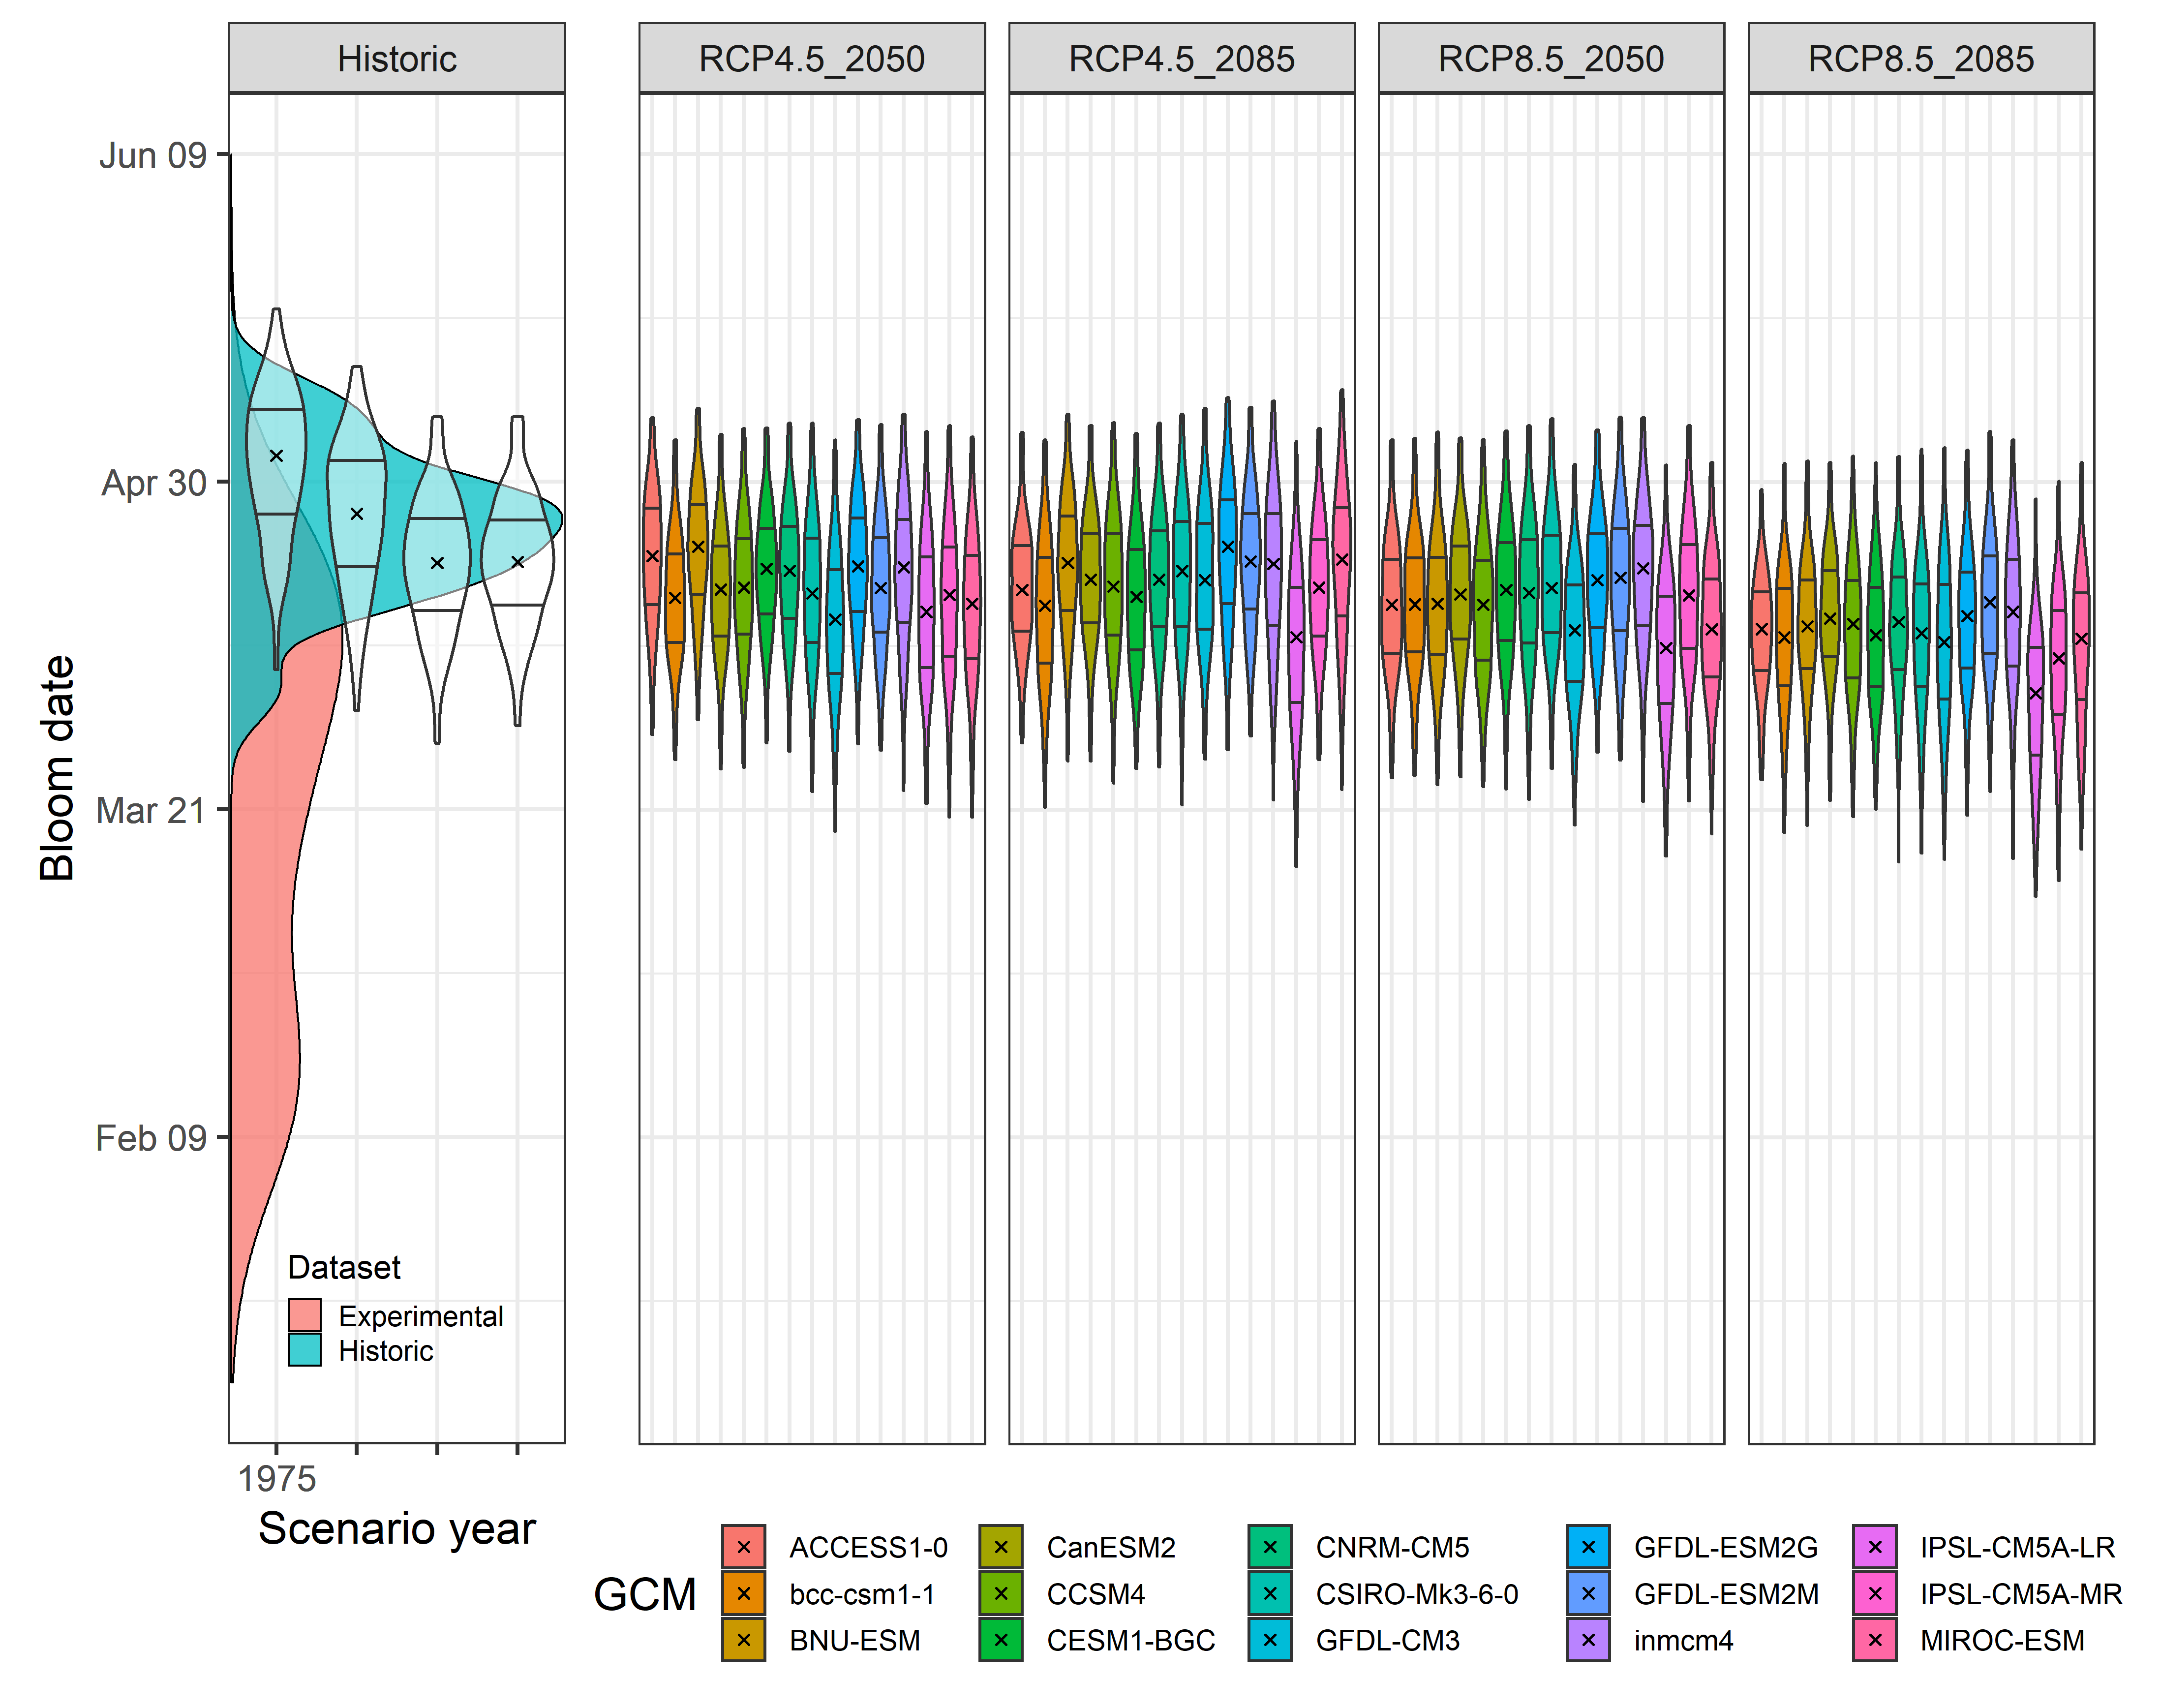 Historic
RCP4.5_2050
RCP4.5_2085
RCP8.5_2050
RCP8.5_2085
Jun 09
Apr 30
Mar 21
Feb 09
Bloom date
Dataset
Experimental
Historic
1975
Scenario year
GCM
ACCESS1-0
bcc-csm1-1
BNU-ESM
CanESM2
CCSM4
CESM1-BGC
CNRM-CM5
CSIRO-Mk3-6-0
GFDL-CM3
GFDL-ESM2G
GFDL-ESM2M
inmcm4
IPSL-CM5A-LR
IPSL-CM5A-MR
MIROC-ESM